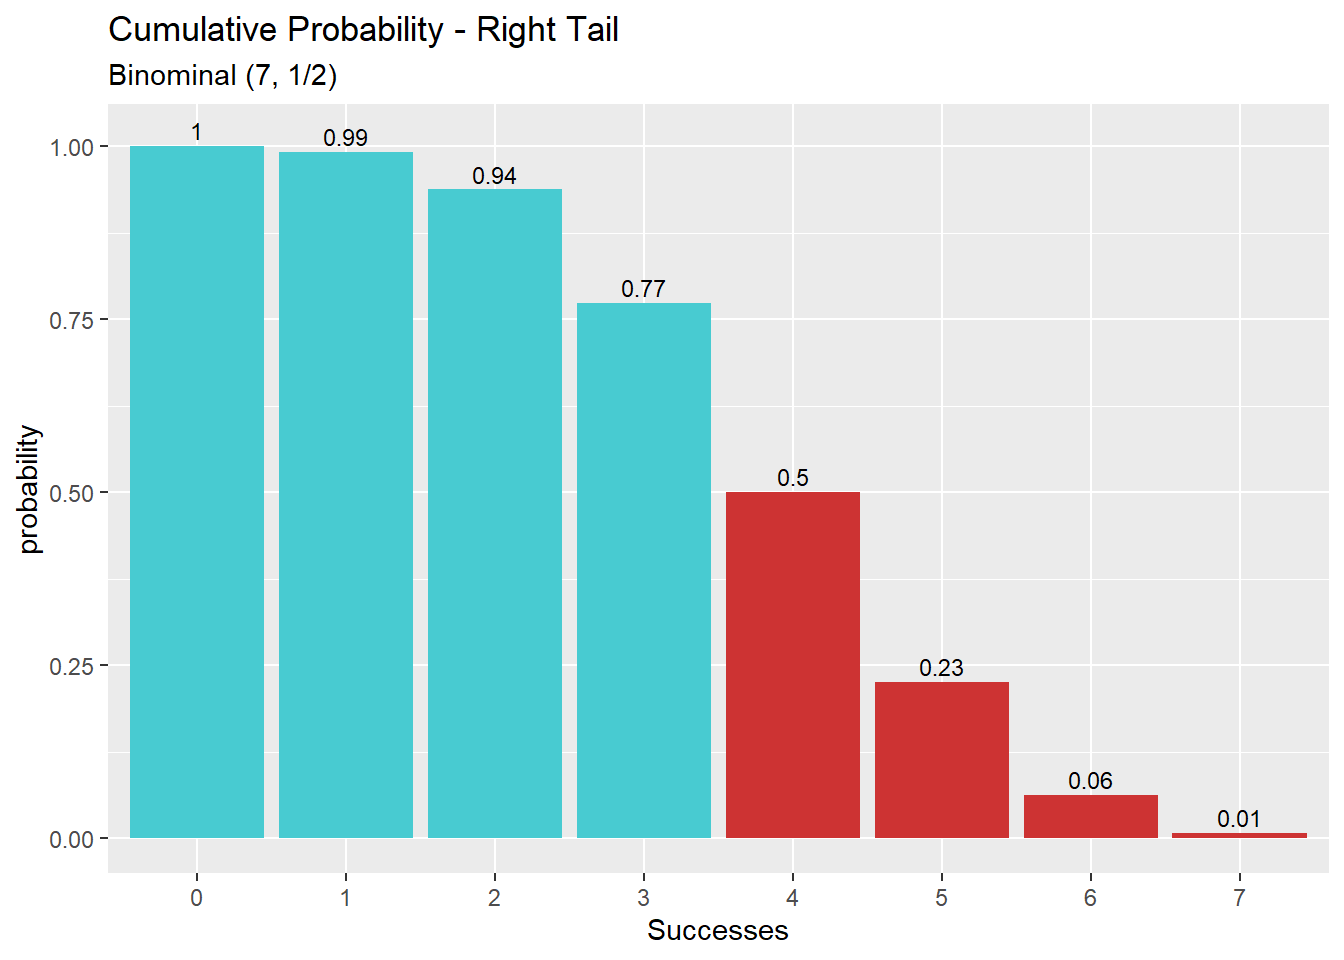 Cumulative Probability - Right Tail
Binominal (7, 1/2)
1
0.99
0.94
0.77
0.5
0.23
0.06
0.01
1.00
0.75
0.50
0.25
0.00
probability
0 1 2 3 4 5 6 7
Successes